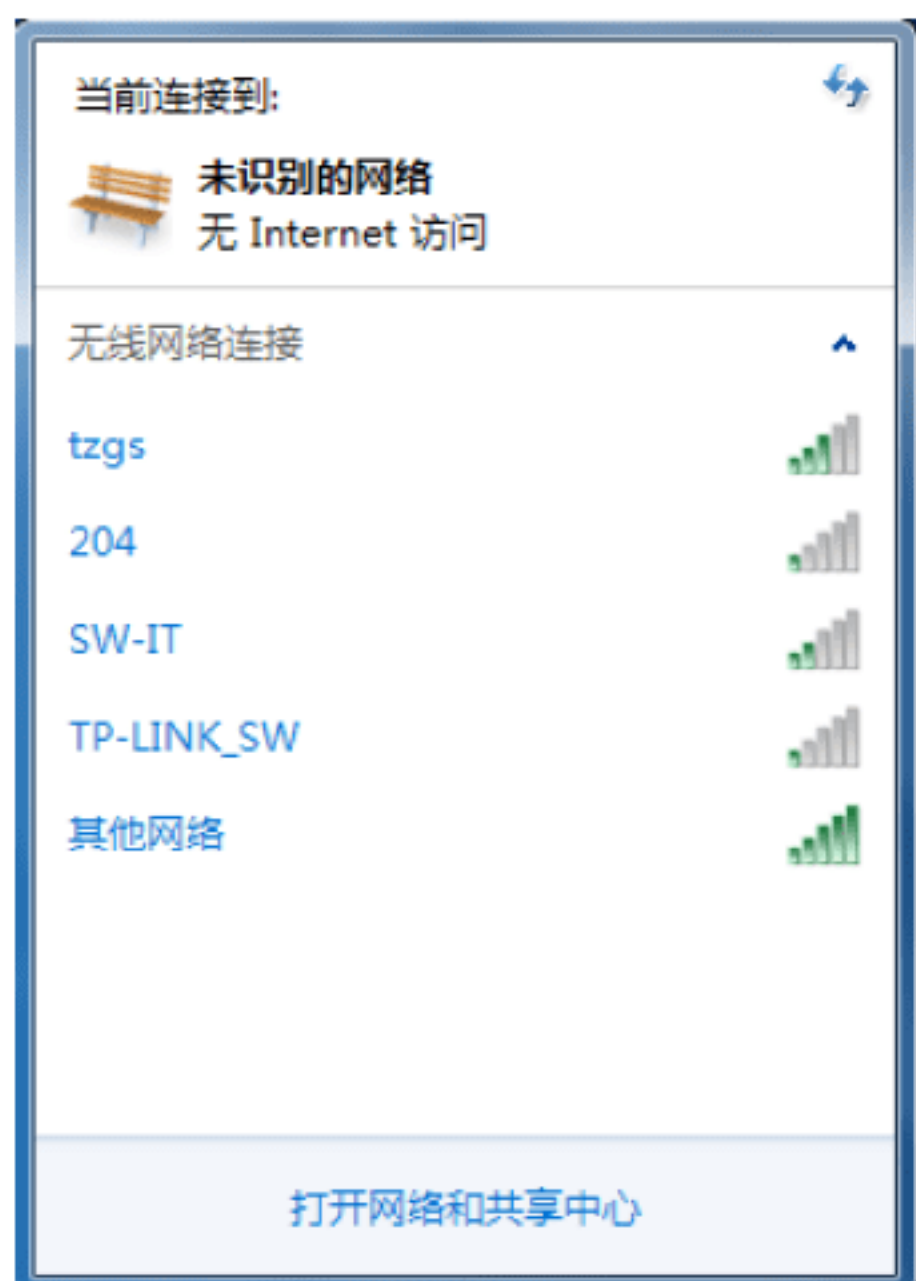 当前连接到:
未识别的网络
无 Internet 访问
无线网络连接
tzgs
204
SW-IT
TP-LINK_SW
其他网络
打开网络和共享中心